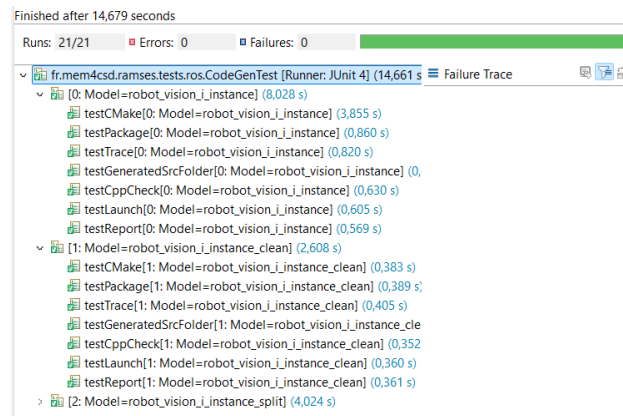 Finished after 14,679 seconds
Runs: 21/21 Errors: 0 Failures: 0
fr.mem4csd.ramses.tests.ros.CodeGenTest [Runner: JUnit 4] (14,661 s
Failure Trace
[0: Model=robot_vision_i_instance] (8,028 s)
testCMake[0: Model=robot_vision_i_instance] (3,855 s)
testPackage[0: Model=robot_vision_i_instance] (0,860 s)
testTrace[0: Model=robot_vision_i_instance] (0,820 s)
testGeneratedSrcFolder[0: Model=robot_vision_i_instance] (0,
testCppCheck[0: Model=robot_vision_i_instance] (0,630 s)
testLaunch[0: Model=robot_vision_i_instance] (0,605 s)
testReport[0: Model=robot_vision_i_instance] (0,569 s)
[1: Model=robot_vision_i_instance_clean] (2,608 s)
testCMake[1: Model=robot_vision_i_instance_clean] (0,383 s)
testPackage[1: Model=robot_vision_i_instance_clean] (0,389 s)
testTrace[1: Model=robot_vision_i_instance_clean] (0,405 s)
testGeneratedSrcFolder[1: Model=robot_vision_i_instance_cle
testCppCheck[1: Model=robot_vision_i_instance_clean] (0,352
testLaunch[1: Model=robot_vision_i_instance_clean] (0,360 s)
testReport[1: Model=robot_vision_i_instance_clean] (0,361 s)
[2: Model=robot_vision_i_instance_split] (4,024 s)